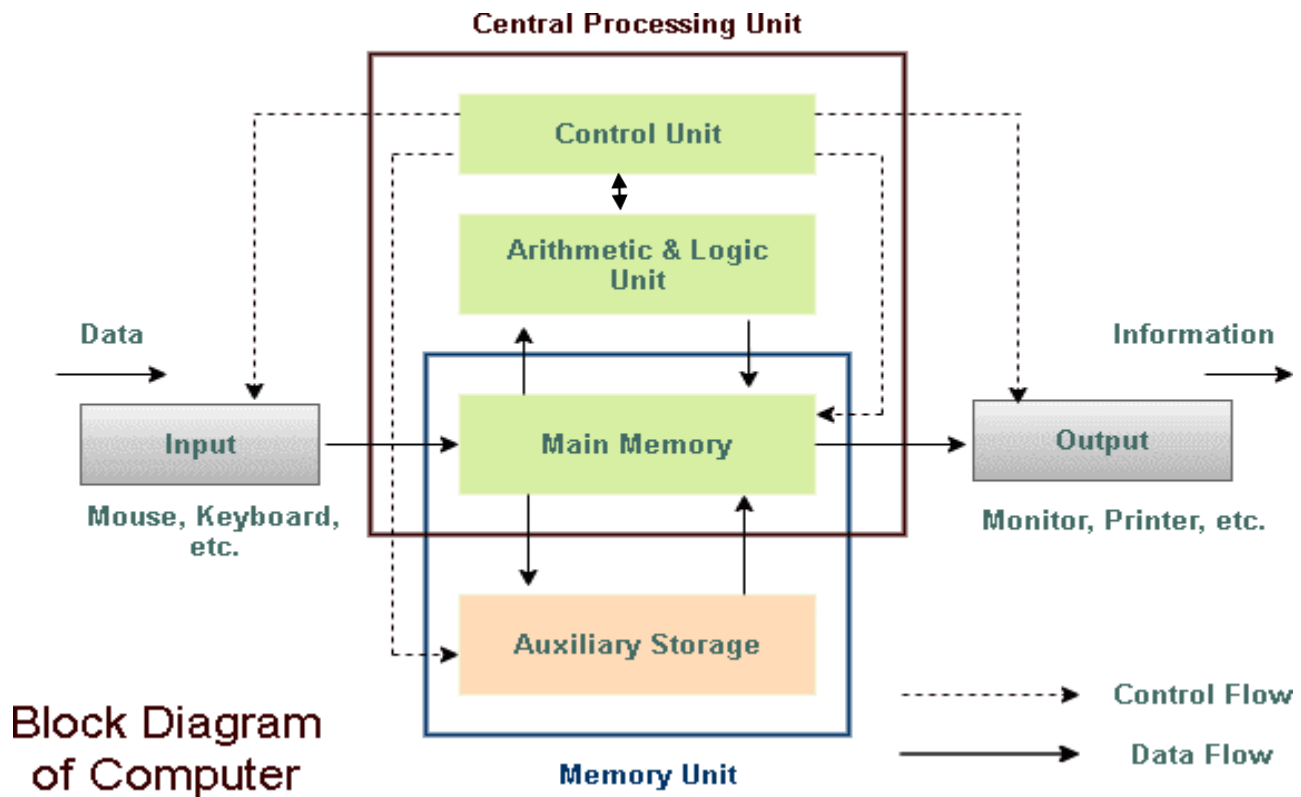 Central Processing Unit
Control Unit
Arithmetic & Logic
Unit
Data
Information
Input
Main Memory
Output
Mouse, Keyboard,
etc.
Monitor, Printer, etc.
Auxiliary Storage
Control Flow
Block Diagram
of Computer
Data Flow
Memory Unit